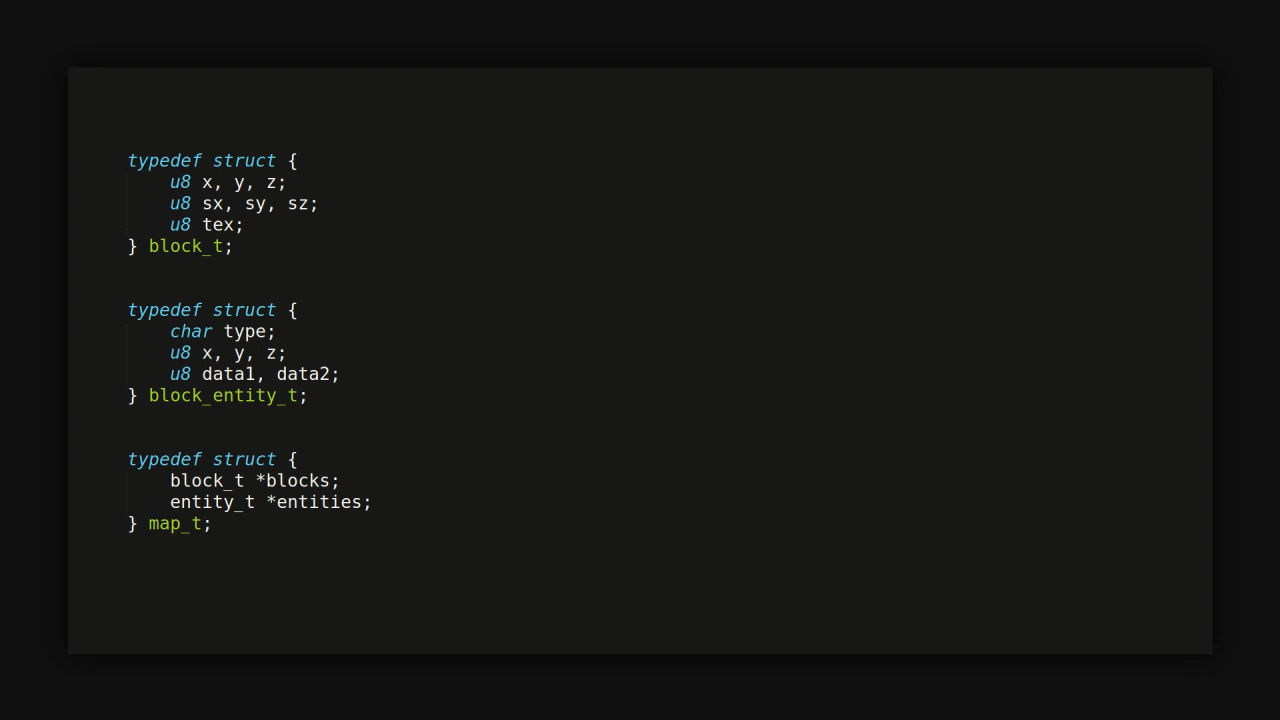 typedef struct {
    u8 x, y, z;
    u8 sx, sy, sz;
    u8 tex;
} block_t;
typedef struct {
    char type;
    u8 x, y, z;
    u8 data1, data2;
} block_entity_t;
typedef struct {
    block_t *blocks;
    entity_t *entities;
} map_t;